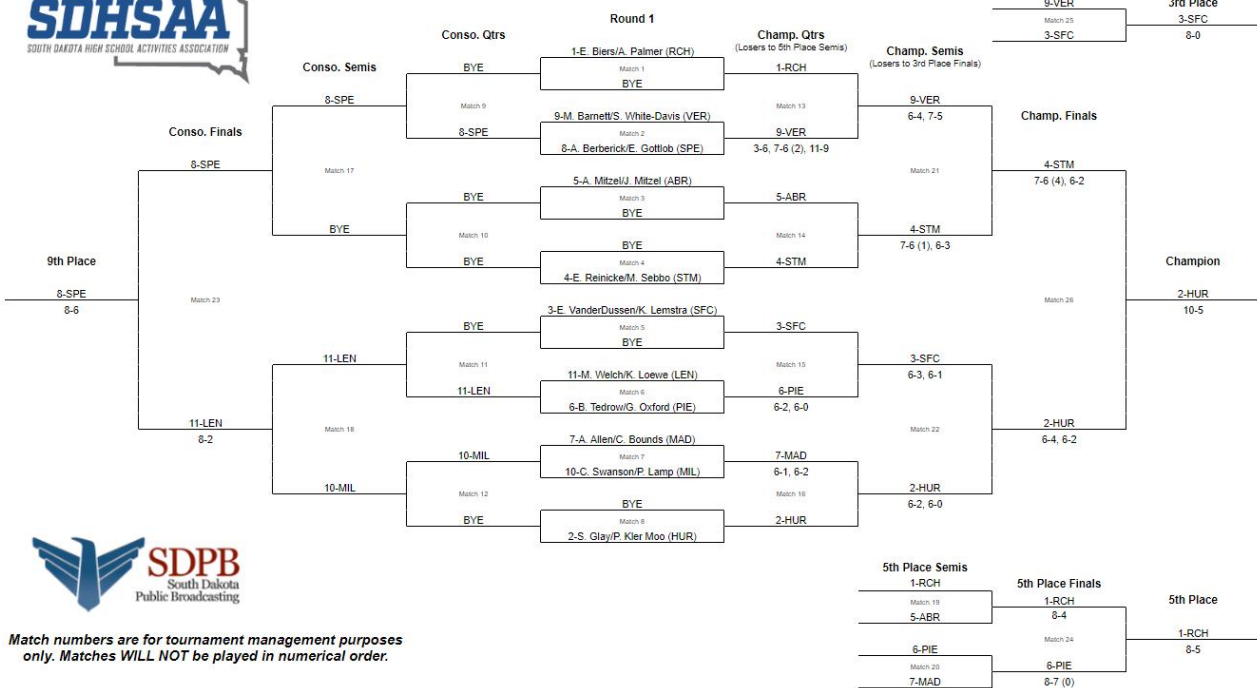 SDHSAA
SOUTH DAKOTA HIGH SCHOOL ACTIVITIES ASSOCIATION
9-VER
Match 25
3-SFC
3rd Place
3-SFC
8-0
Round 1
Conso. Qtrs
Champ. Qtrs
(Losers to 5th Place Semis)
Champ. Semis
(Losers to 3rd Place Finals)
Conso. Semis
Conso. Finals
Champ. Finals
9th Place
Champion
1-E. Biers/A. Palmer (RCH)
Match 1
BYE
9-M. Barnett/S. White-Davis (VER)
Match 2
8-A. Berberick/E. Gottlob (SPE)
5-A. Mitzel/J. Mitzel (ABR)
Match 3
BYE
BYE
Match 4
4-E. Reinicke/M. Sebbo (STM)
3-E. VanderDussen/K. Lemstra (SFC)
Match 5
BYE
11-M. Welch/K. Loewe (LEN)
Match 6
6-B. Tedrow/G. Oxford (PIE)
7-A. Allen/C. Bounds (MAD)
Match 7
10-C. Swanson/P. Lamp (MIL)
BYE
Match 8
2-S. Glay/P. Kler Moo (HUR)
BYE
Match 9
8-SPE
BYE
Match 10
BYE
BYE
Match 11
11-LEN
10-MIL
Match 12
BYE
8-SPE
Match 17
BYE
11-LEN
Match 18
10-MIL
8-SPE
Match 23
11-LEN
8-2
8-SPE
8-6
1-RCH
Match 13
9-VER
3-6, 7-6 (2), 11-9
5-ABR
Match 14
4-STM
3-SFC
Match 15
6-PIE
6-2, 6-0
7-MAD
6-1, 6-2
Match 16
2-HUR
9-VER
6-4, 7-5
Match 21
4-STM
7-6 (1), 6-3
3-SFC
6-3, 6-1
Match 22
2-HUR
6-2, 6-0
4-STM
7-6 (4), 6-2
Match 26
2-HUR
6-4, 6-2
2-HUR
10-5
SDPB
South Dakota
Public Broadcasting
Match numbers are for tournament management purposes
only. Matches WILL NOT be played in numerical order.
5th Place Semis
1-RCH
Match 19
5-ABR
6-PIE
Match 20
7-MAD
5th Place Finals
1-RCH
8-4
Match 24
6-PIE
8-7 (0)
5th Place
1-RCH
8-5